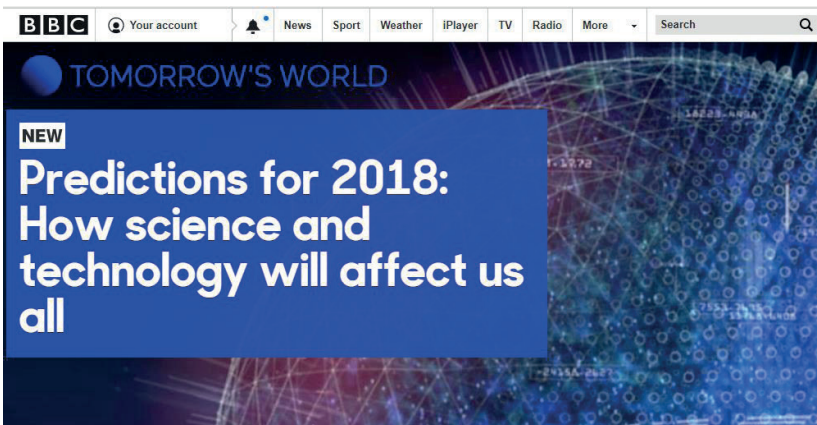 BBC Your account News Sport Weather iPlayer TV Radio More Search
TOMORROW'S WORLD
NEW
Predictions for 2018:
How science and
technology will affect us
all